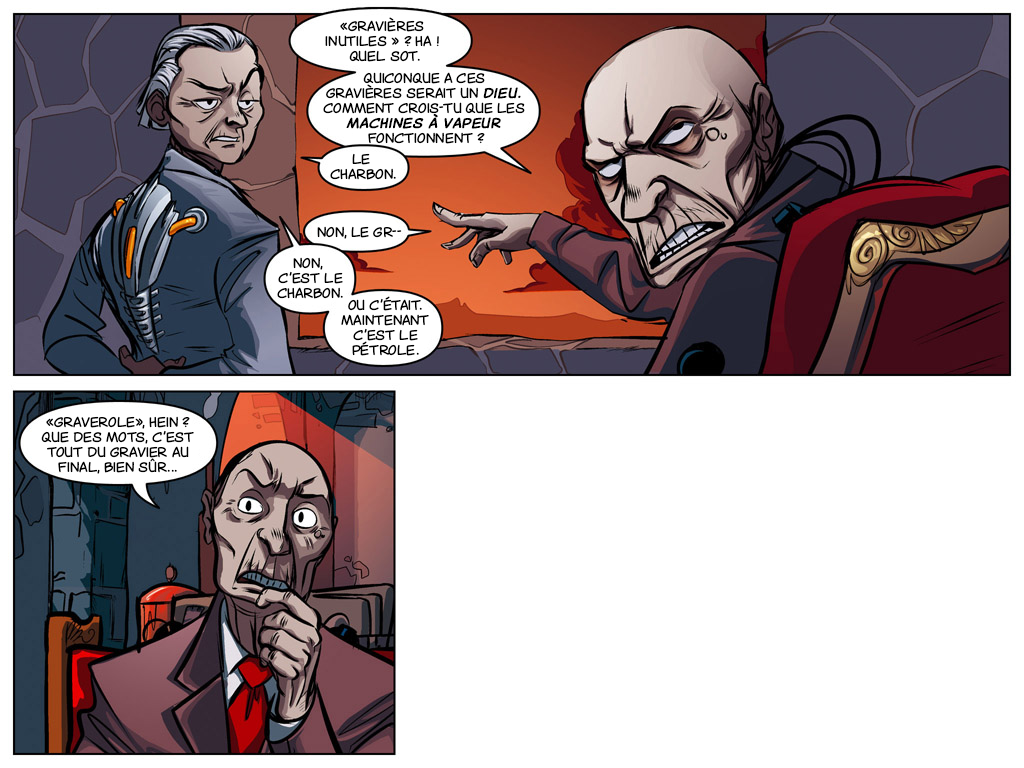 «GRAVIÈRES
INUTILES » ? HA !
QUEL SOT.
QUICONQUE A CES
GRAVIÈRES SERAIT UN DIEU.
COMMENT CROIS-TU QUE LES
MACHINES À VAPEUR
FONCTIONNENT ?
LE
CHARBON.
NON, LE GR--
NON,
C'EST LE
CHARBON.
OU C'ÉTAIT.
MAINTENANT
C'EST LE
PÉTROLE.
«GRAVEROLE», HEIN ?
QUE DES MOTS, C'EST
TOUT DU GRAVIER AU
FINAL, BIEN SÛR...